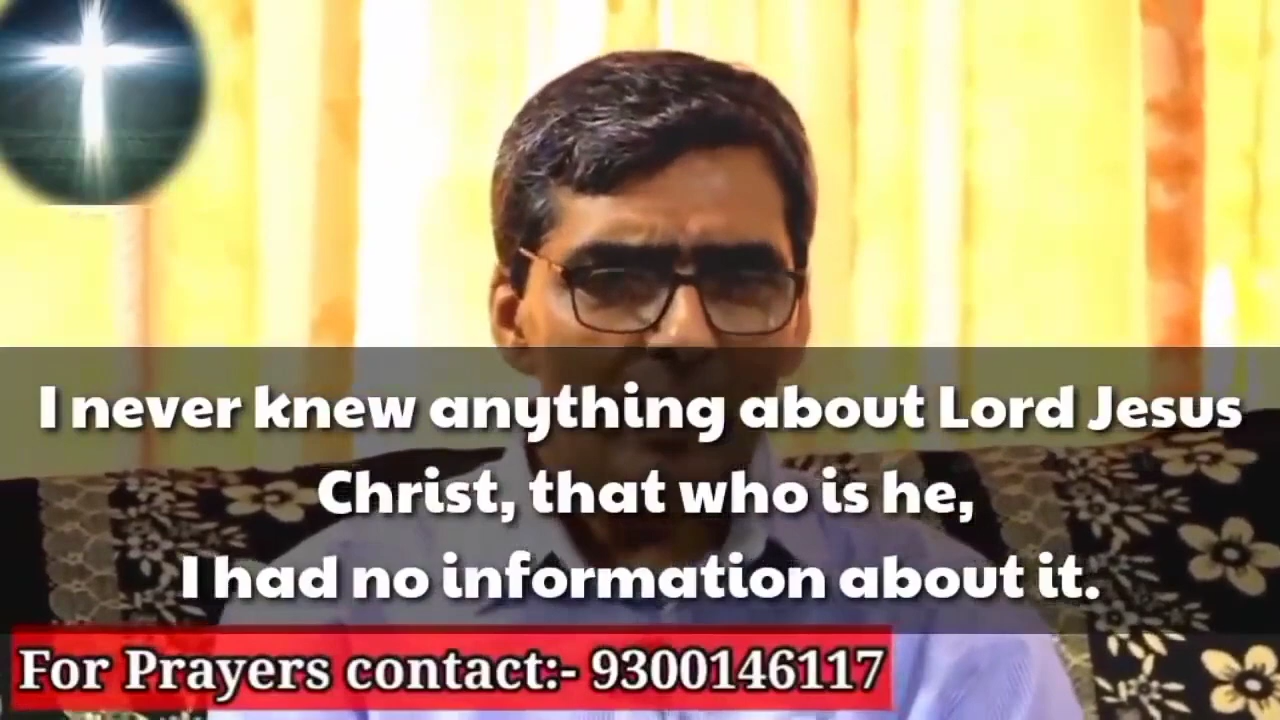 I never knew anything about Lord Jesus
Christ, that who is he,
I had no information about it.
For Prayers contact:- 9300146117